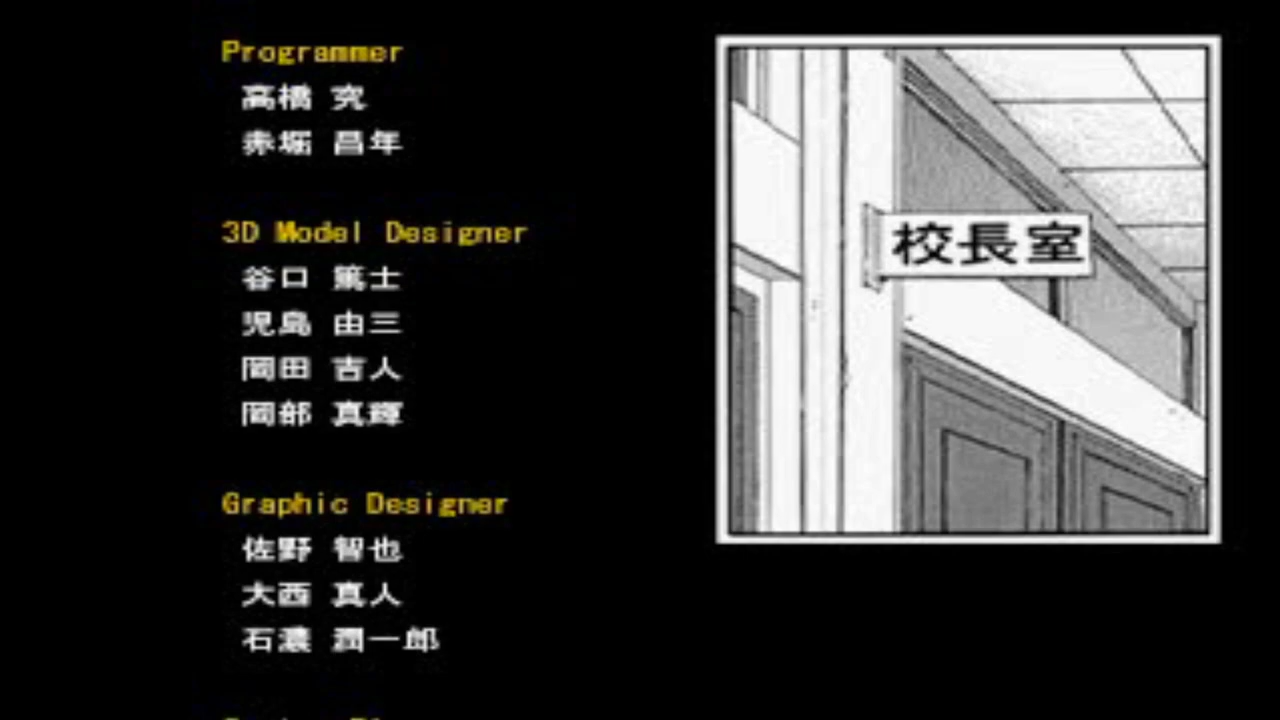 Programmer
高橋 究
赤堀 昌年
3D Model Designer
谷口 篤士
児島 由三
岡田 吉人
岡部 真輝
Graphic Designer
佐野 智也
大西 真人
石濃 潤一郎
校長室